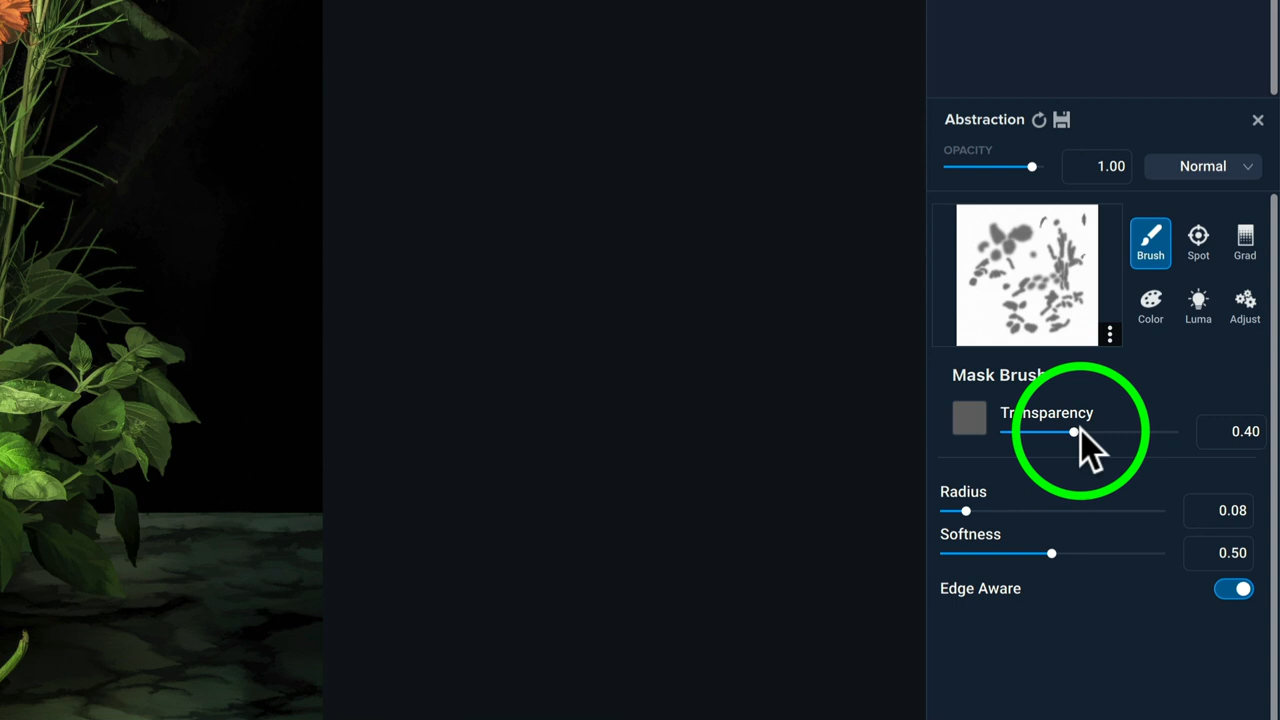 Abstraction
OPACITY
1.00
Normal
Brush
Spot
Grad
Color
Luma
Adjust
Mask Brush
Transparency
0.40
Radius
0.08
Softness
0.50
Edge Aware